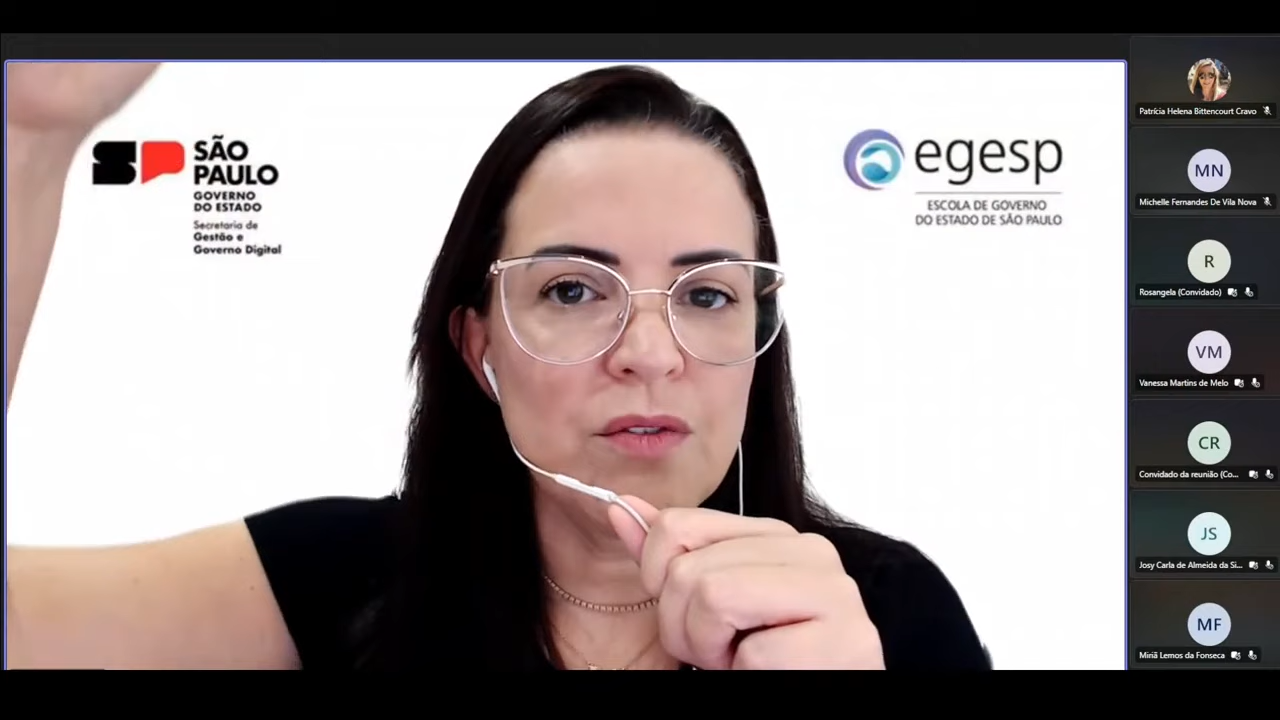 SÃO
PAULO
GOVERNO
DO ESTADO
Secretaria de
Gestão e
Governo Digital
egesp
ESCOLA DE GOVERNO
DO ESTADO DE SÃO PAULO
Patrícia Helena Bittencourt Cravo
MN
Michelle Fernandes De Vila Nova
R
Rosangela (Convidado)
VM
Vanessa Martins de Melo
CR
Convidado da reunião (Co...
JS
Josy Carla de Almeida da Si...
MF
Miriã Lemos da Fonseca